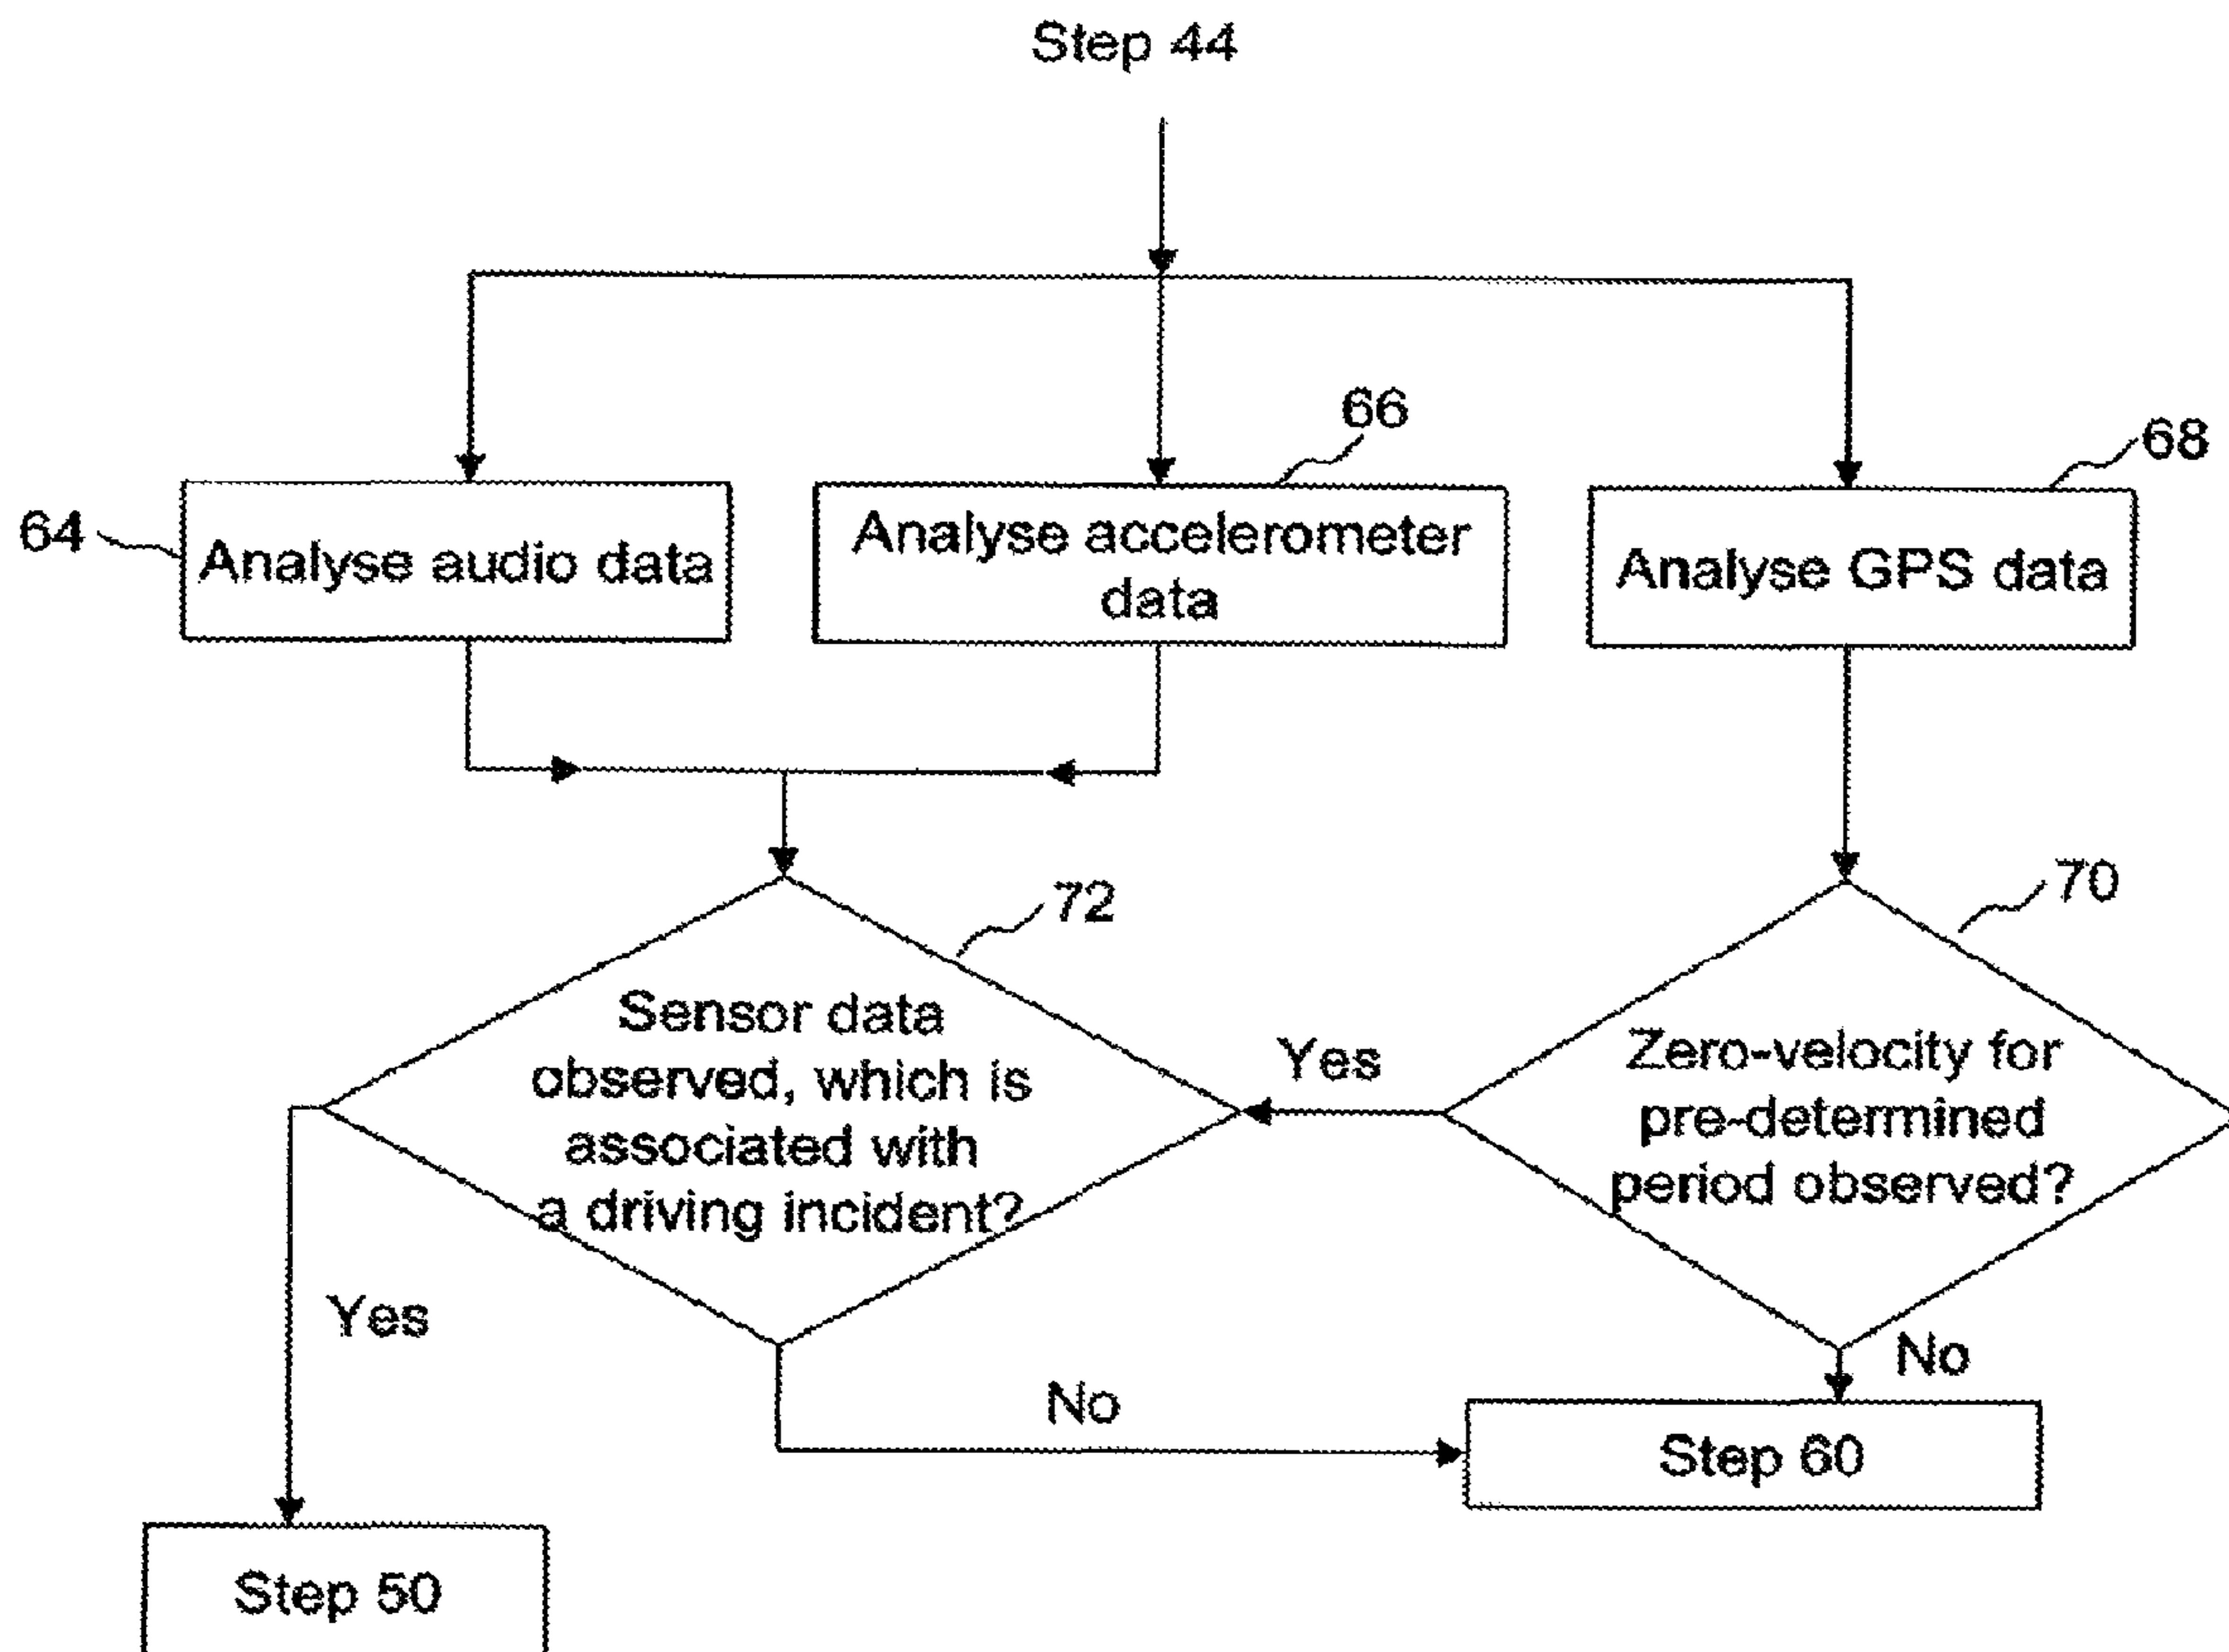 Step 44
66
68
64
Analyse audio data
Analyse accelerometer
data
Analyse GPS data
72
70
Sensor data
observed, which is
associated with
a driving incident?
Yes
Zero-velocity for
pre-determined
period observed?
Yes
No
No
Step 60
Step 50